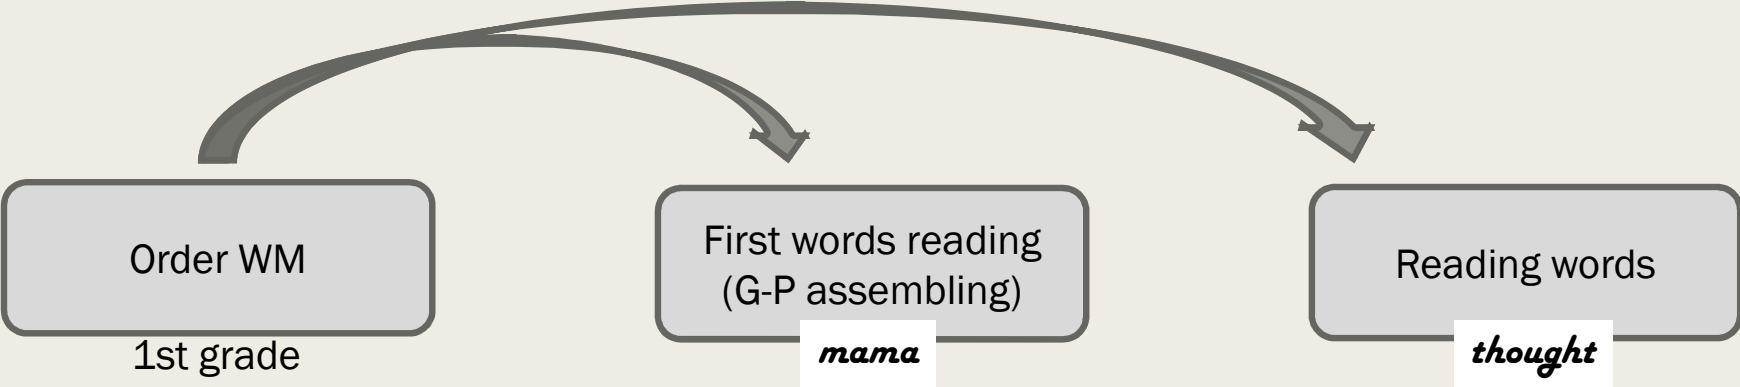 Order WM
1st grade
First words reading
(G-P assembling)
mama
Reading words
thought